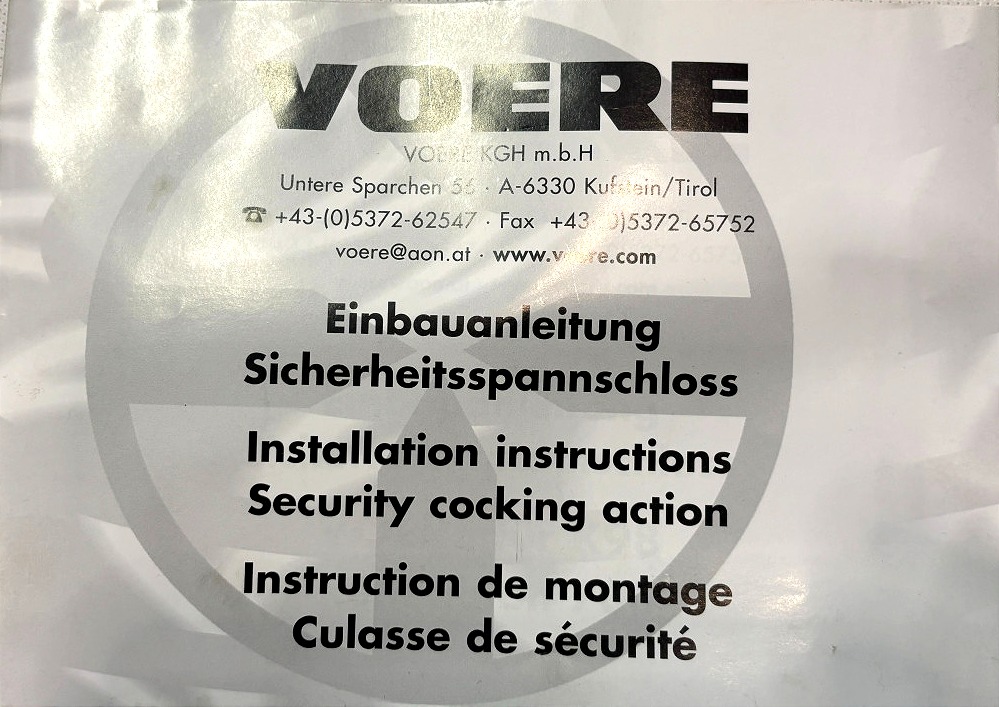 VOERE
VOERE KGH m.b.H
Untere Sparchen 56 · A-6330 Kufstein/Tirol
☎ +43-(0)5372-62547 · Fax +43-(0)5372-65752
voere@aon.at · www.voere.com
Einbauanleitung
Sicherheitsspannschloss
Installation instructions
Security cocking action
Instruction de montage
Culasse de sécurité